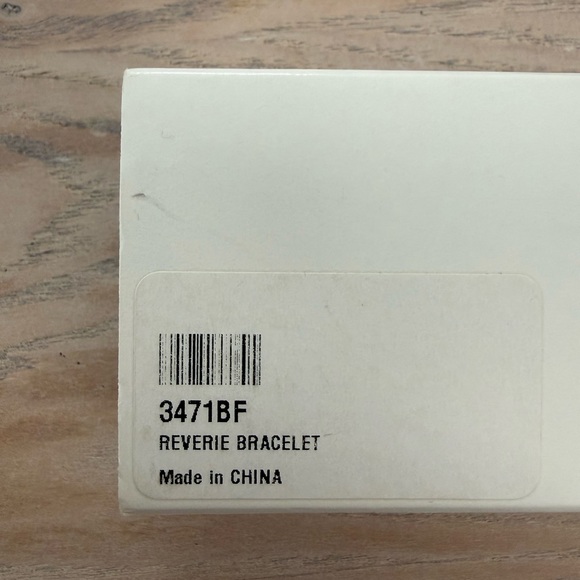 3471BF
REVERIE BRACELET
Made in CHINA